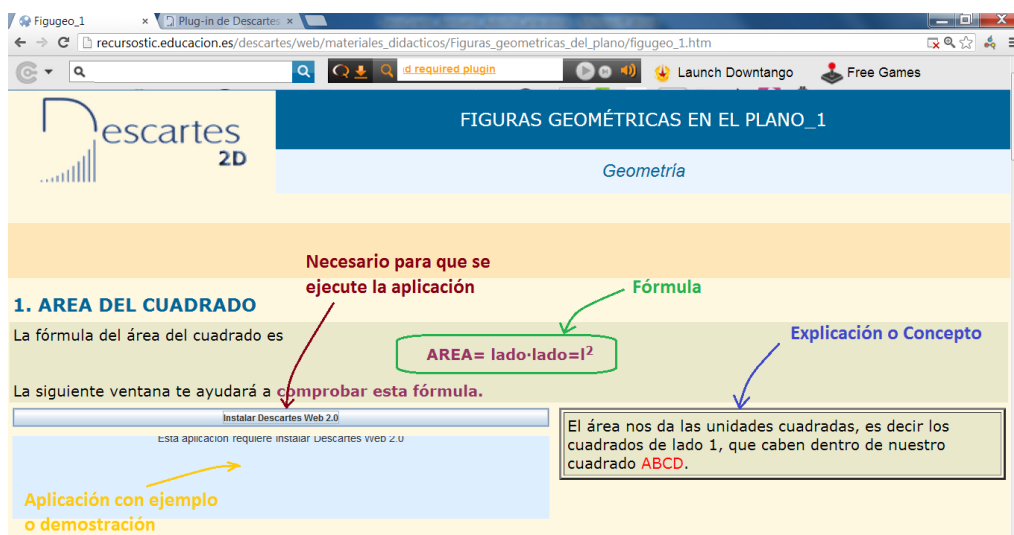 Figugeo_1
Plug-in de Descartes
recursostic.educacion.es/descartes/web/materiales_didacticos/Figuras_geometricas_del_plano/figugeo_1.htm
d required plugin
Launch Downtango
Free Games
Descartes
2D
FIGURAS GEOMÉTRICAS EN EL PLANO_1
Geometría
Necesario para que se
ejecute la aplicación
Fórmula
1. AREA DEL CUADRADO
La fórmula del área del cuadrado es
AREA= lado·lado=l²
Explicación o Concepto
La siguiente ventana te ayudará a comprobar esta fórmula.
Instalar Descartes Web 2.0
Esta aplicación requiere instalar Descartes Web 2.0
El área nos da las unidades cuadradas, es decir los
cuadrados de lado 1, que caben dentro de nuestro
cuadrado ABCD.
Aplicación con ejemplo
o demostración